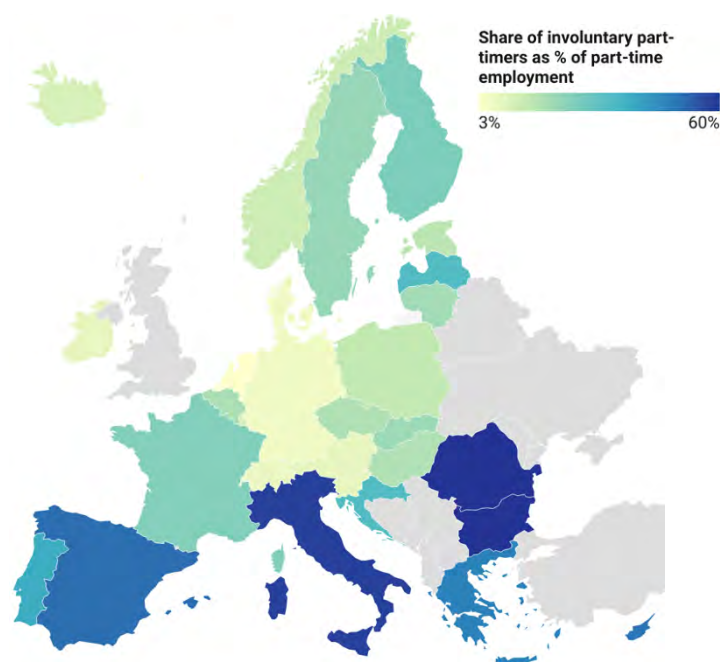 Share of involuntary part-
timers as % of part-time
employment
3% 60%